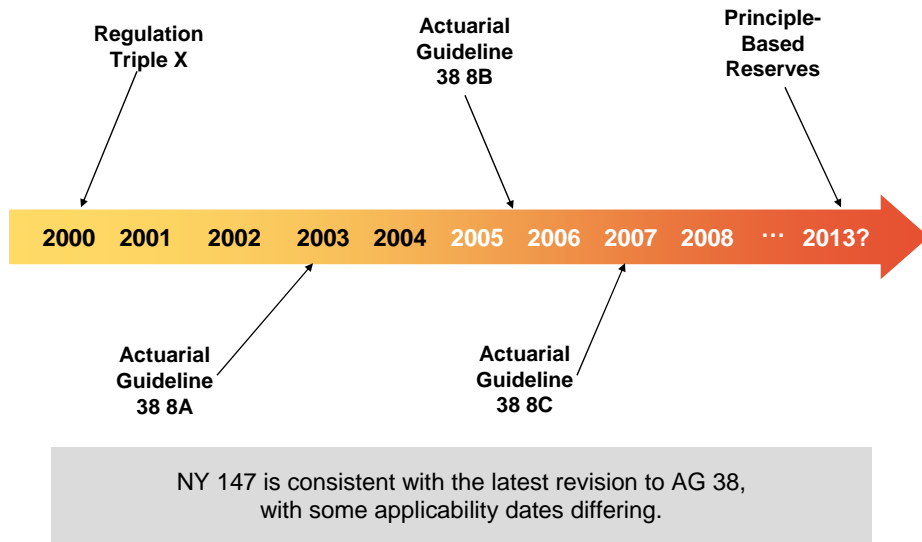 Regulation
Triple X
Actuarial
Guideline
38 8B
Principle-
Based
Reserves
2000 2001 2002 2003 2004 2005 2006 2007 2008 ... 2013?
Actuarial
Guideline
38 8A
Actuarial
Guideline
38 8C
NY 147 is consistent with the latest revision to AG 38,
with some applicability dates differing.